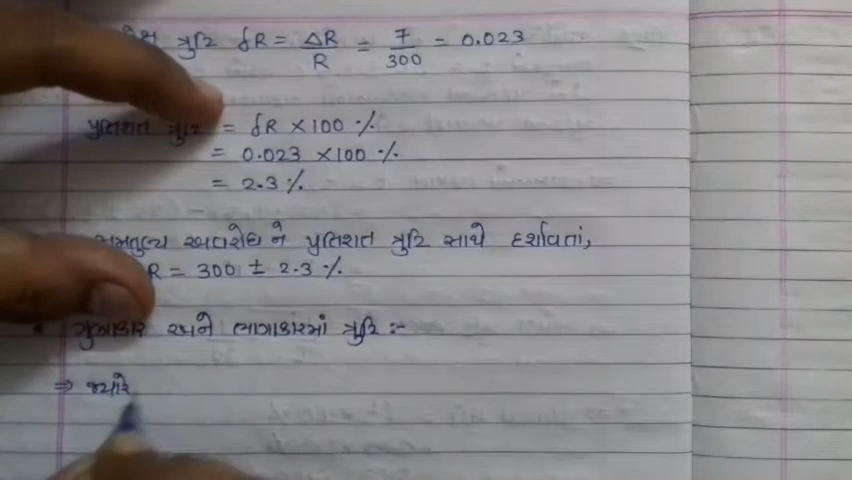 ત્રુટિ δR = ΔR/R = 7/300 = 0.023
પ્રતિશત ત્રુટિ = δR × 100 %
= 0.023 × 100 %
= 2.3 %
સમતુલ્ય અવરોધ ને પ્રતિશત ત્રુટિ સાથે દર્શાવતાં,
R = 300 ± 2.3 %
ગુણાકાર અને ભાગાકારમાં ત્રુટિ :-
⇒ જ્યારે